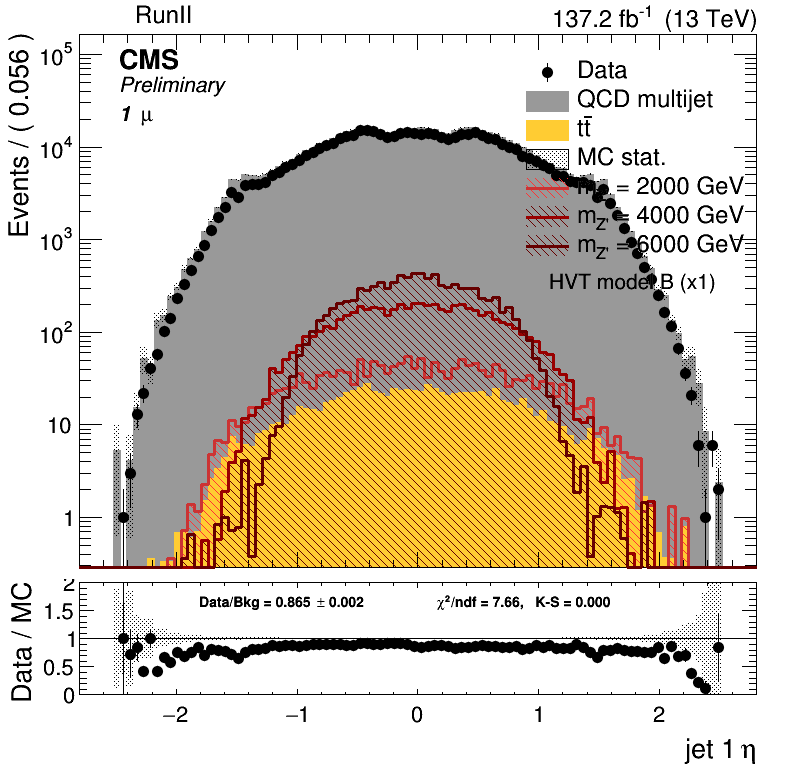 RunII 137.2 fb⁻¹ (13 TeV)
CMS
Preliminary
1 μ
Data
QCD multijet
tt̄
MC stat.
m_Z' = 2000 GeV
m_Z' = 4000 GeV
m_Z' = 6000 GeV
HVT model B (x1)
Events / ( 0.056 )
10⁵
10⁴
10³
10²
10
1
Data/Bkg = 0.865 ± 0.002 χ²/ndf = 7.66, K-S = 0.000
Data / MC
2
1.5
1
0.5
0
−2 −1 0 1 2
jet 1 η